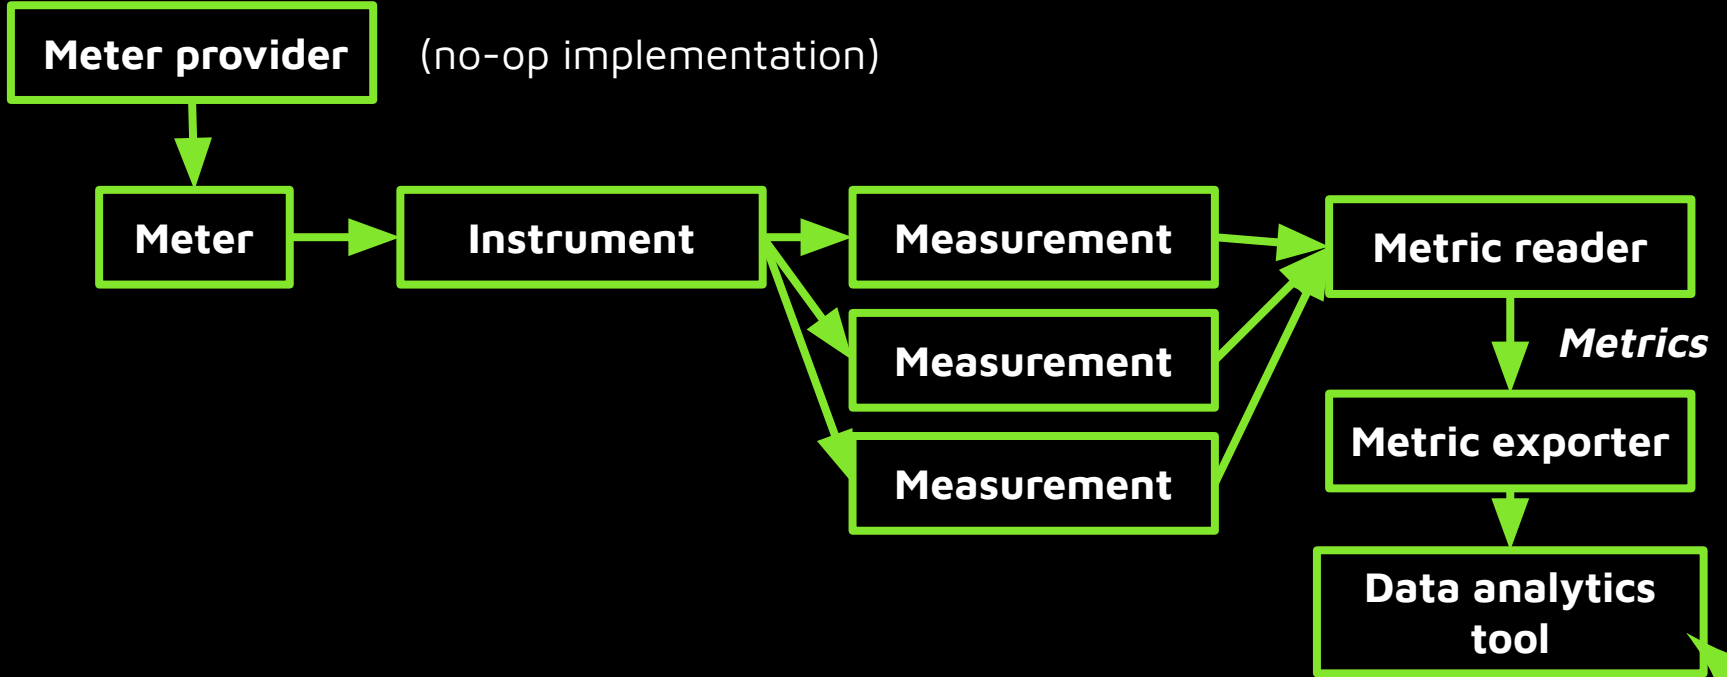 Meter provider
(no-op implementation)
Meter
Instrument
Measurement
Metric reader
Metrics
Measurement
Metric exporter
Measurement
Data analytics
tool